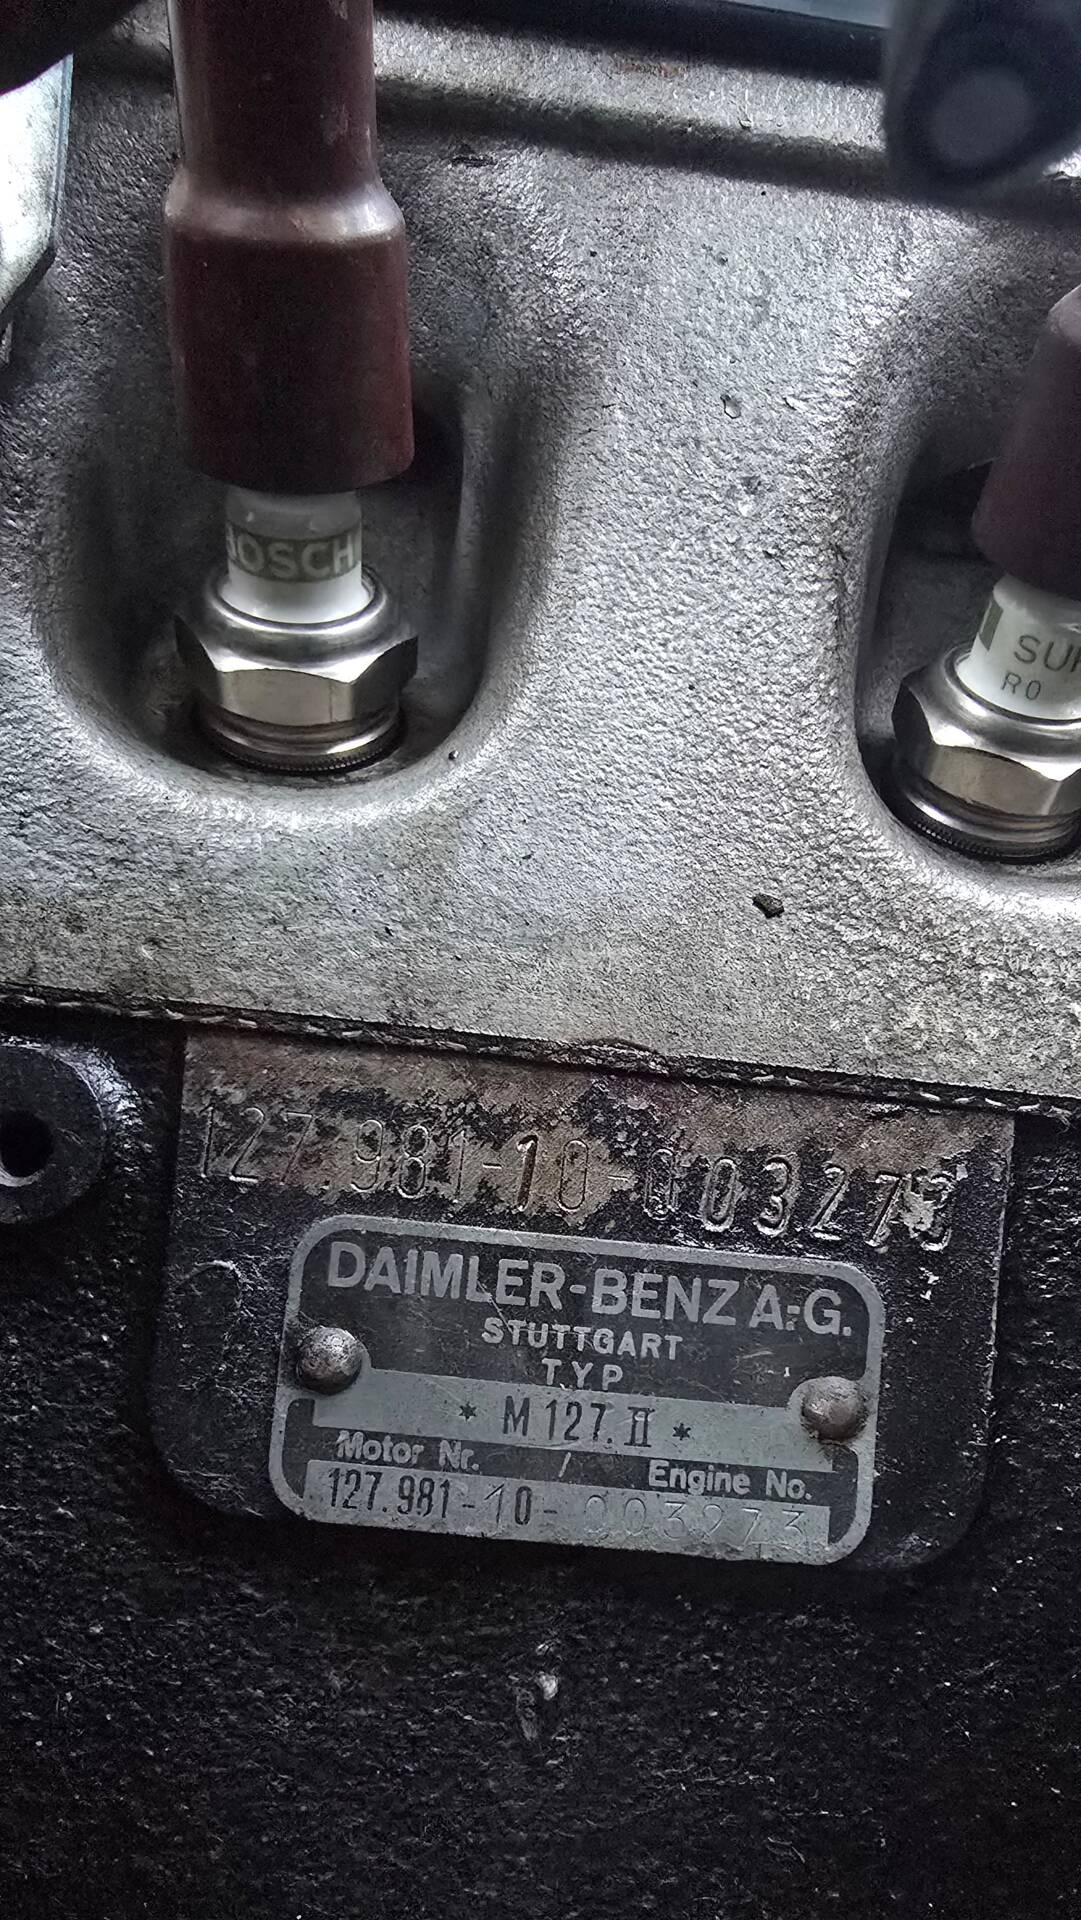 BOSCH
SU
R0
127.981-10-003273
DAIMLER-BENZ A.-G.
STUTTGART
TYP
* M 127.II *
Motor Nr. / Engine No.
127.981-10-003273